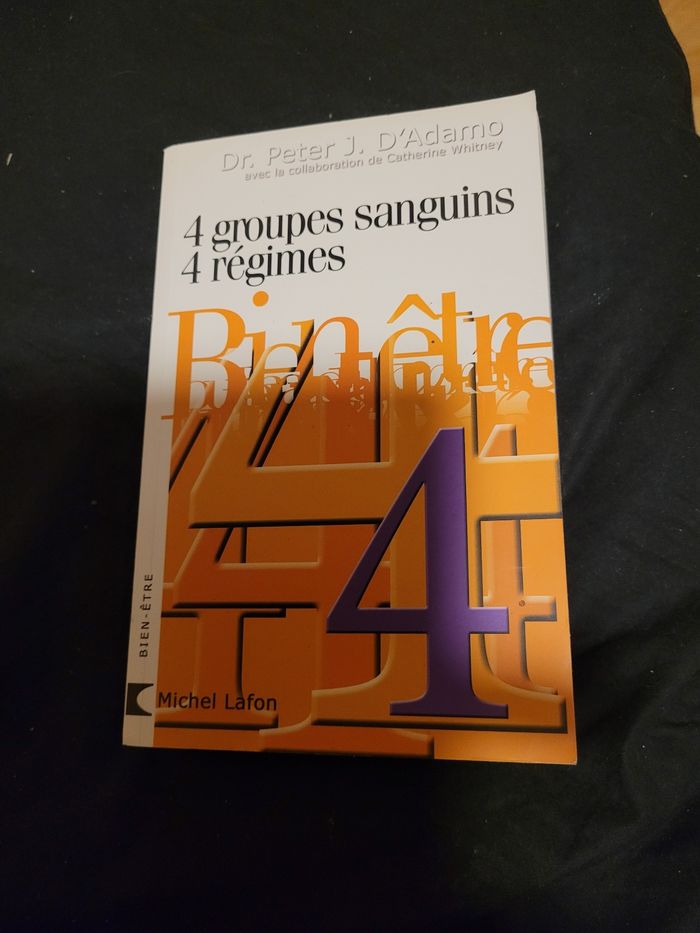 Dr. Peter J. D'Adamo
avec la collaboration de Catherine Whitney
4 groupes sanguins
4 régimes
Bien-être
4
BIEN-ÊTRE
Michel Lafon